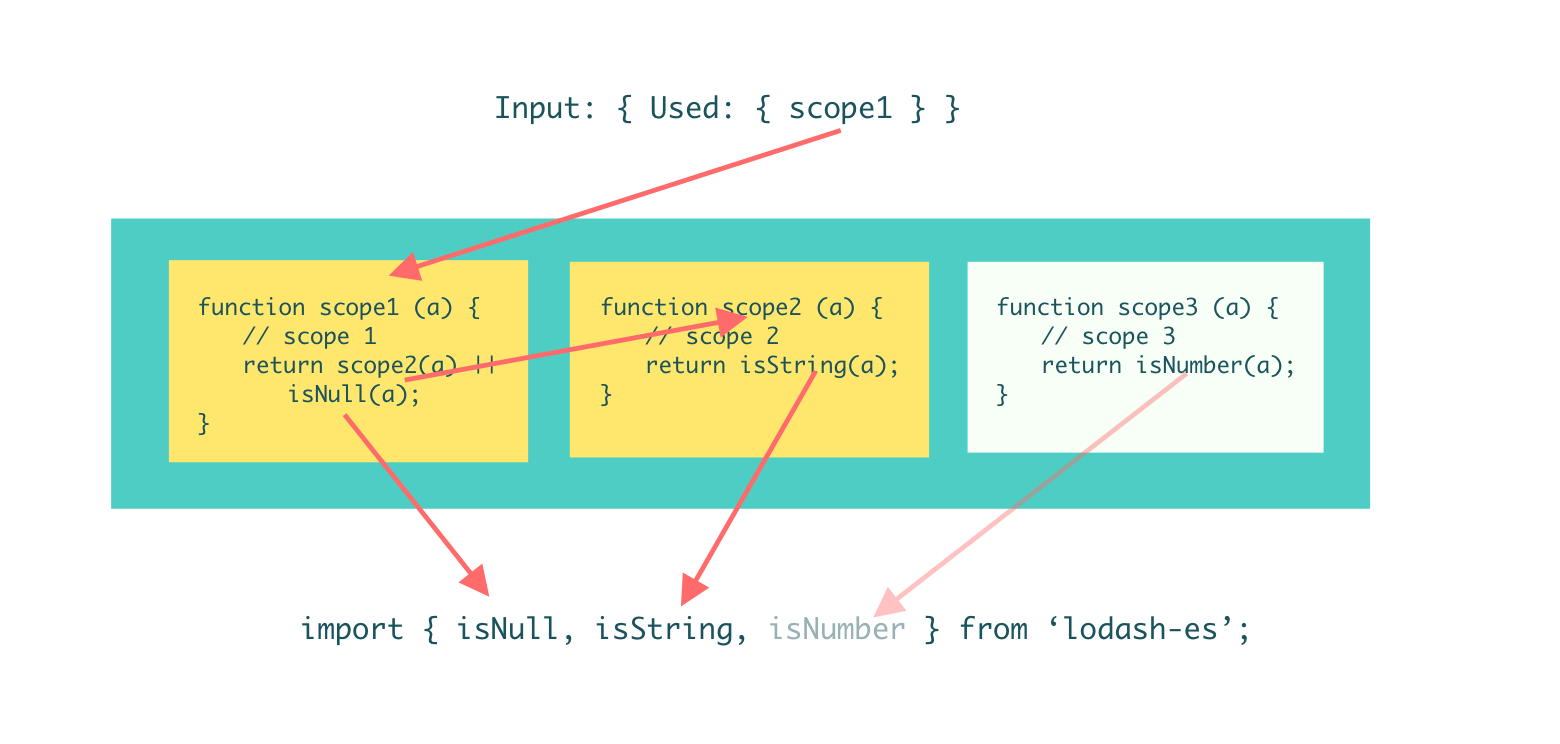 Input: { Used: { scope1 } }
function scope1 (a) {
// scope 1
return scope2(a) ||
isNull(a);
}
function scope2 (a) {
// scope 2
return isString(a);
}
function scope3 (a) {
// scope 3
return isNumber(a);
}
import { isNull, isString, isNumber } from ‘lodash-es’;